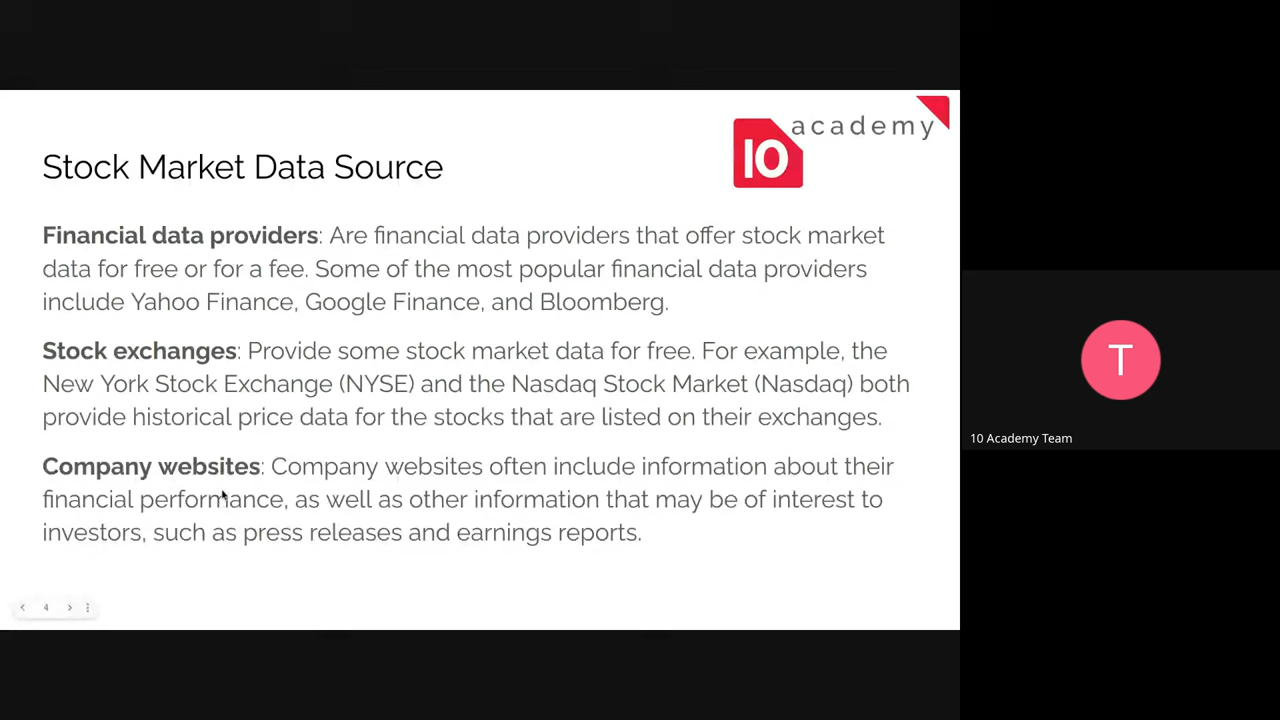 academy
10
Stock Market Data Source
Financial data providers: Are financial data providers that offer stock market
data for free or for a fee. Some of the most popular financial data providers
include Yahoo Finance, Google Finance, and Bloomberg.
Stock exchanges: Provide some stock market data for free. For example, the
New York Stock Exchange (NYSE) and the Nasdaq Stock Market (Nasdaq) both
provide historical price data for the stocks that are listed on their exchanges.
Company websites: Company websites often include information about their
financial performance, as well as other information that may be of interest to
investors, such as press releases and earnings reports.
4
T
10 Academy Team